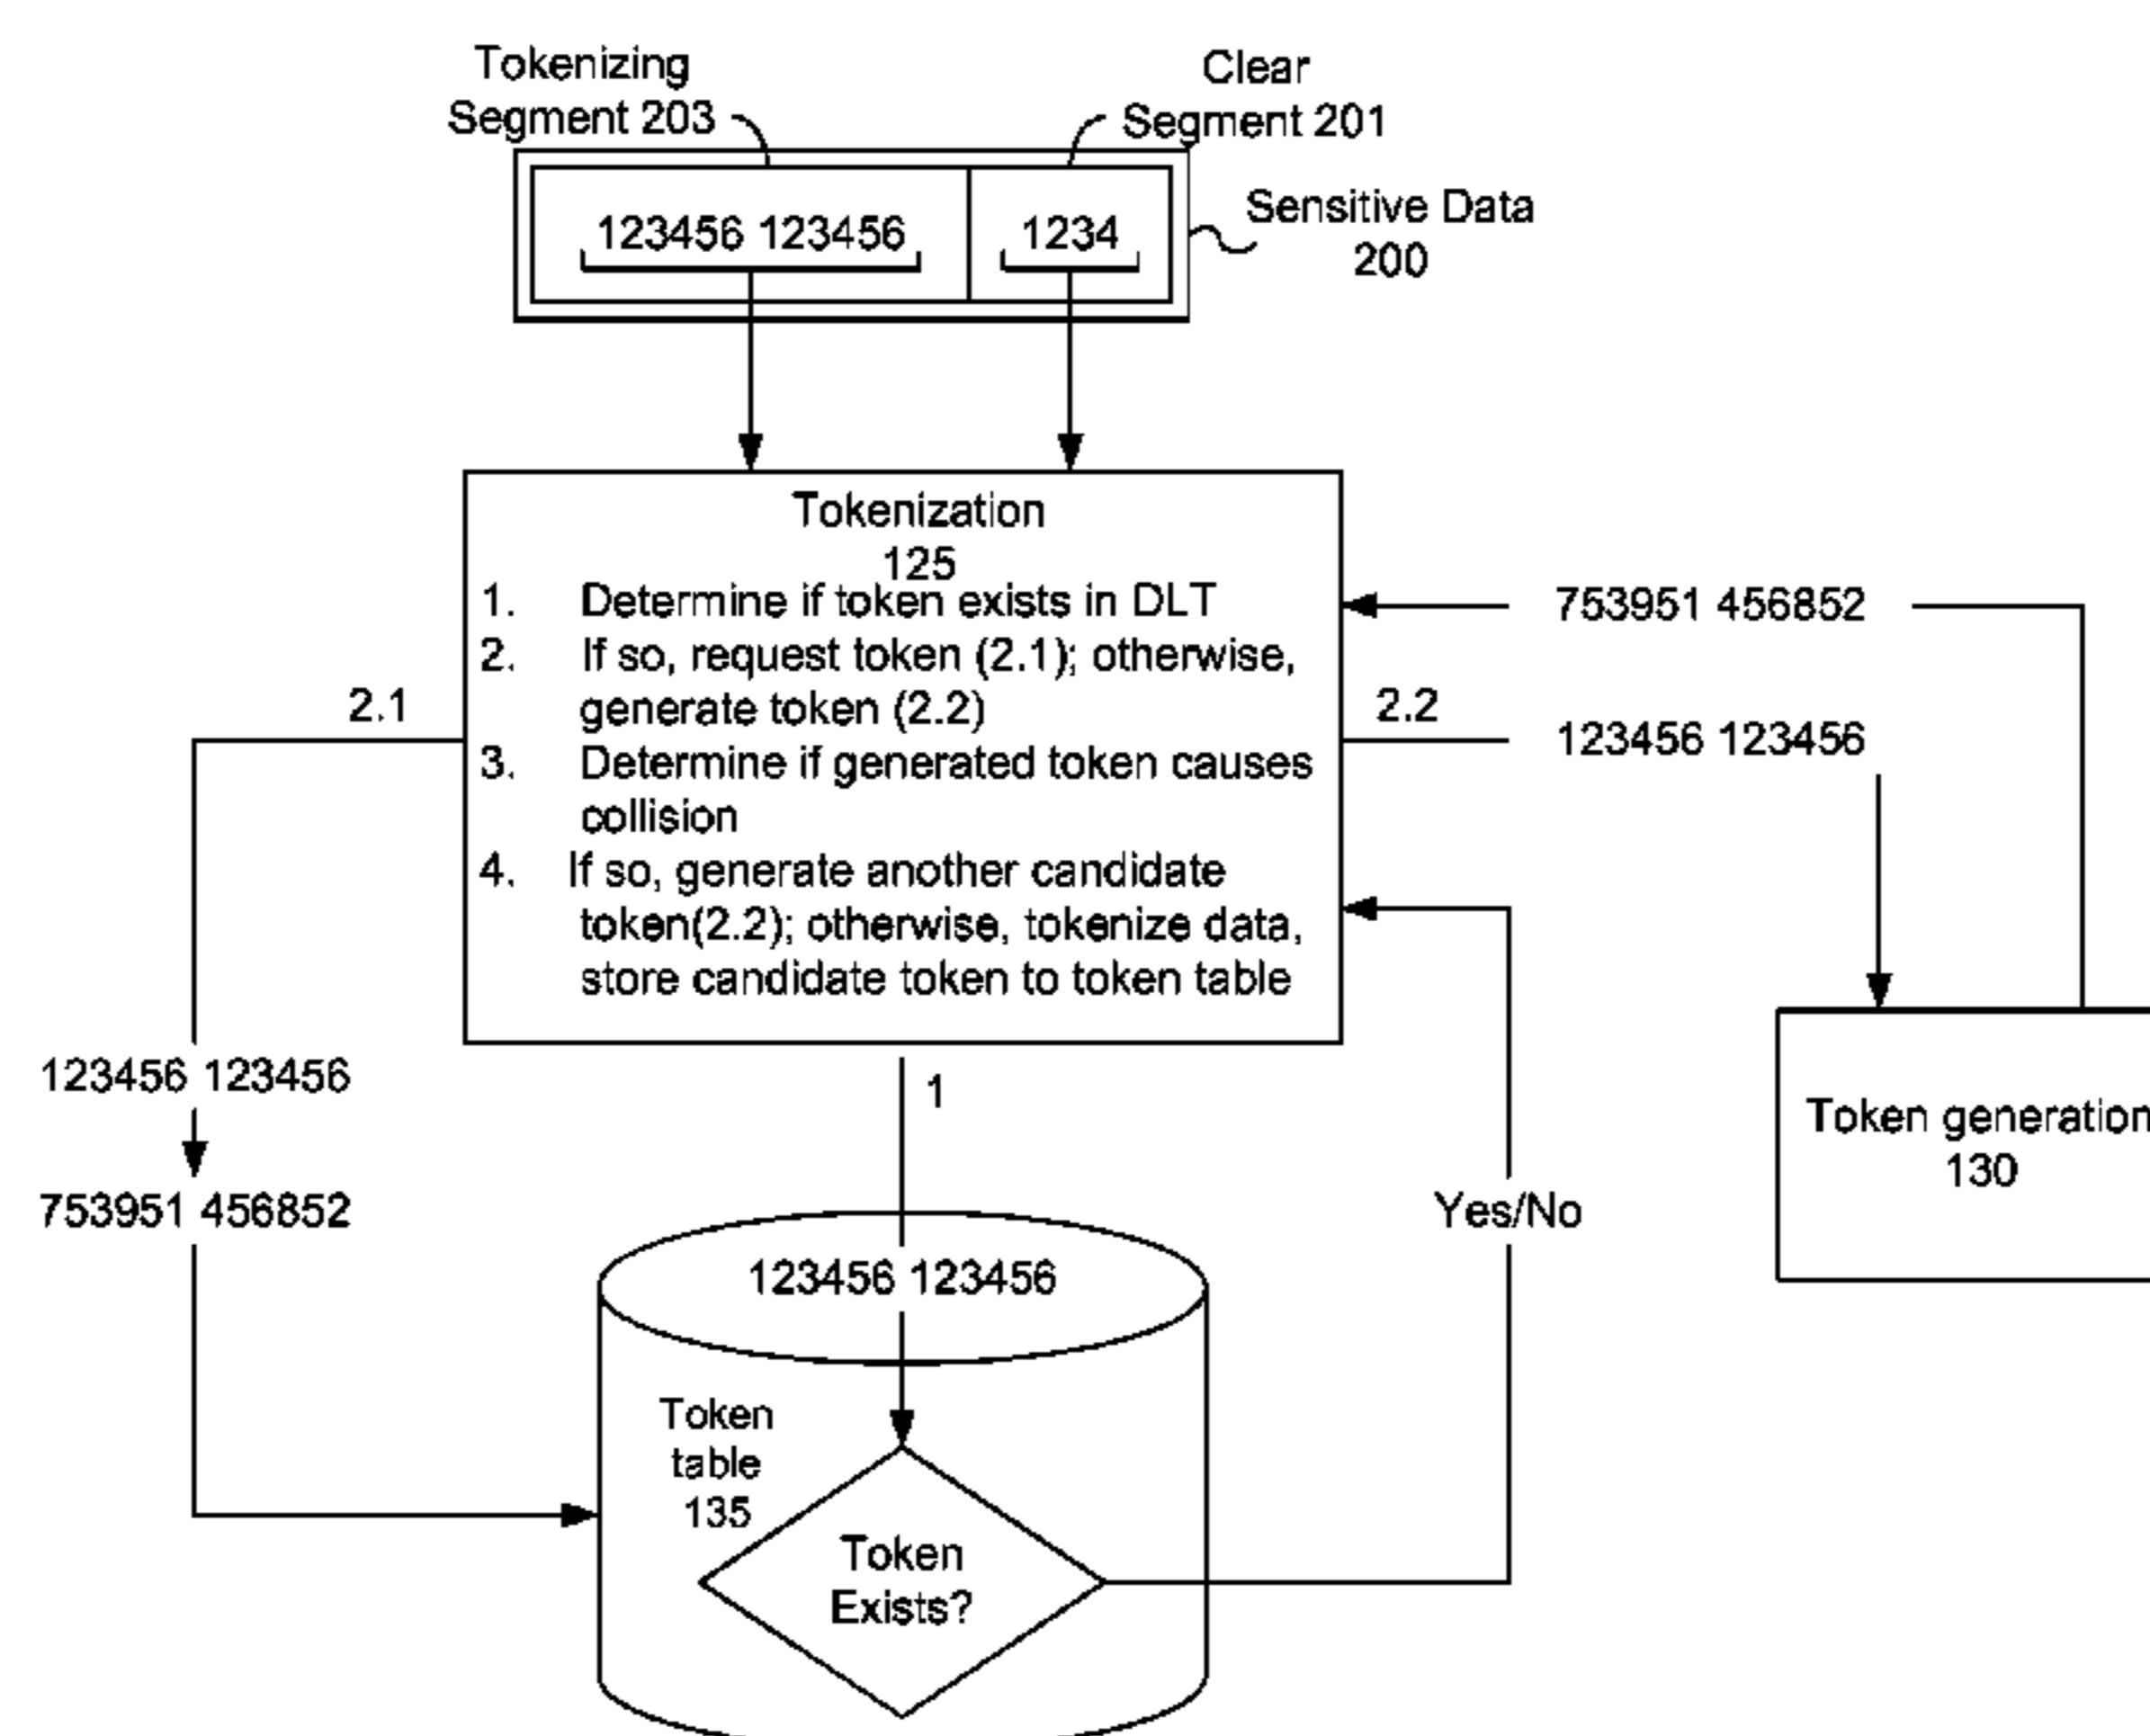 Tokenizing
Segment 203
Clear
Segment 201
123456 123456
1234
Sensitive Data
200
Tokenization
125
1. Determine if token exists in DLT
2. If so, request token (2.1); otherwise,
generate token (2.2)
3. Determine if generated token causes
collision
4. If so, generate another candidate
token(2.2); otherwise, tokenize data,
store candidate token to token table
753951 456852
2.1
2.2
123456 123456
123456 123456
753951 456852
1
Token generation
130
Yes/No
123456 123456
Token
table
135
Token
Exists?